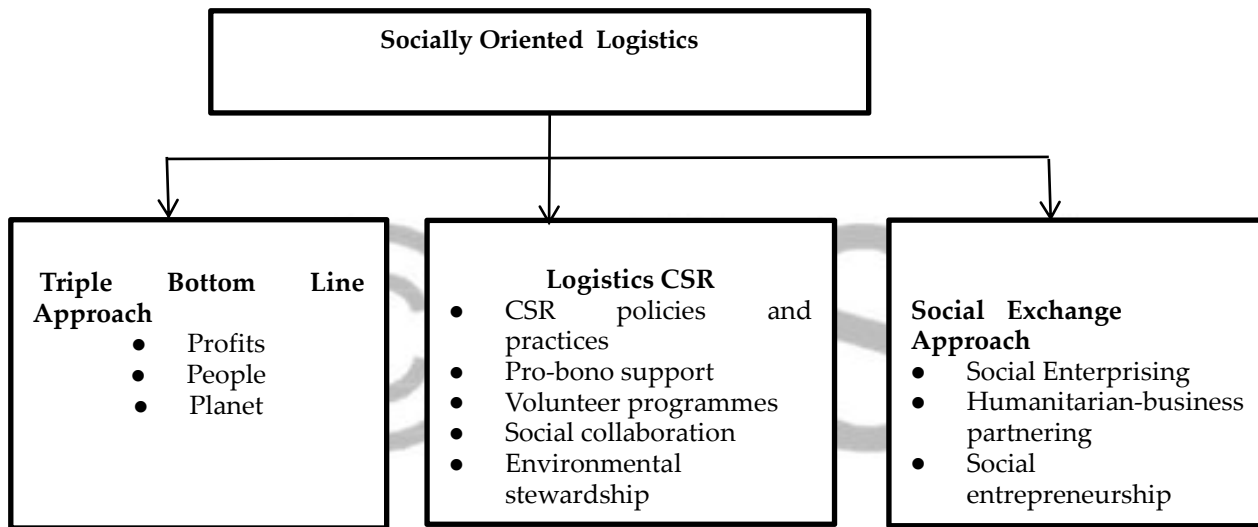 Socially Oriented Logistics
Triple Bottom Line
Approach
● Profits
● People
● Planet
Logistics CSR
● CSR policies and
practices
● Pro-bono support
● Volunteer programmes
● Social collaboration
● Environmental
stewardship
Social Exchange
Approach
● Social Enterprising
● Humanitarian-business
partnering
● Social
entrepreneurship